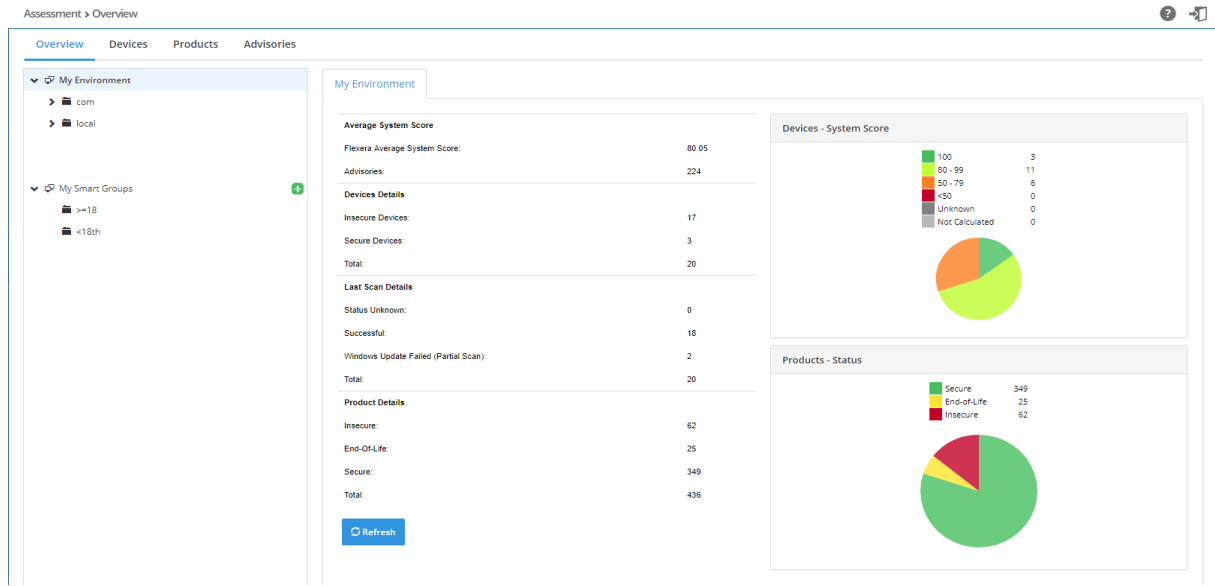 Assessment > Overview
Overview Devices Products Advisories
My Environment
com
local
My Smart Groups
>=18
<18th
My Environment
Average System Score
Flexera Average System Score: 80.05
Advisories: 224
Devices Details
Insecure Devices: 17
Secure Devices: 3
Total: 20
Last Scan Details
Status Unknown: 0
Successful: 18
Windows Update Failed (Partial Scan): 2
Total: 20
Product Details
Insecure: 62
End-Of-Life: 25
Secure: 349
Total: 436
Refresh
Devices - System Score
100 3
80 - 99 11
50 - 79 6
<50 0
Unknown 0
Not Calculated 0
Products - Status
Secure 349
End-of-Life 25
Insecure 62